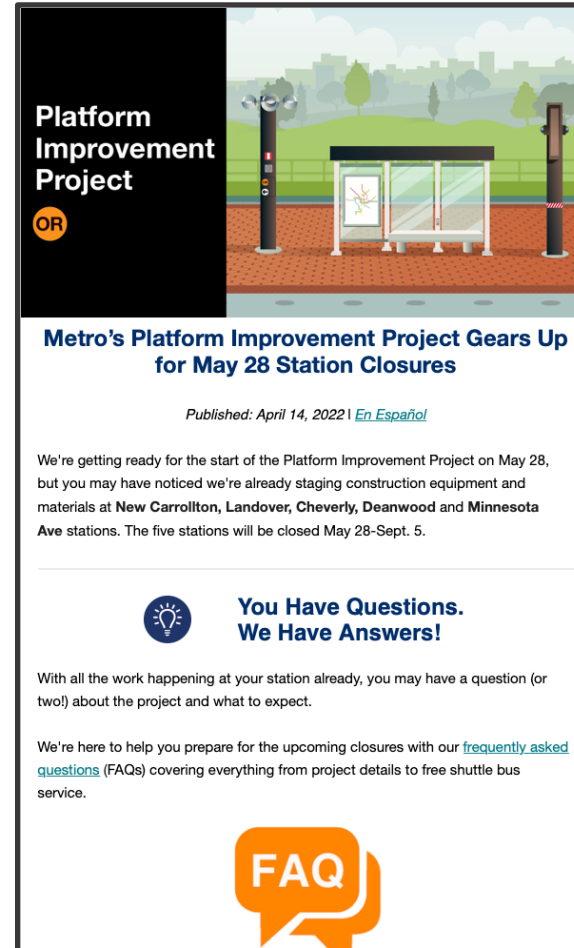 Platform
Improvement
Project
OR
Metro’s Platform Improvement Project Gears Up
for May 28 Station Closures
Published: April 14, 2022 | En Español
We're getting ready for the start of the Platform Improvement Project on May 28,
but you may have noticed we're already staging construction equipment and
materials at New Carrollton, Landover, Cheverly, Deanwood and Minnesota
Ave stations. The five stations will be closed May 28-Sept. 5.
You Have Questions.
We Have Answers!
With all the work happening at your station already, you may have a question (or
two!) about the project and what to expect.
We're here to help you prepare for the upcoming closures with our frequently asked
questions (FAQs) covering everything from project details to free shuttle bus
service.
FAQ